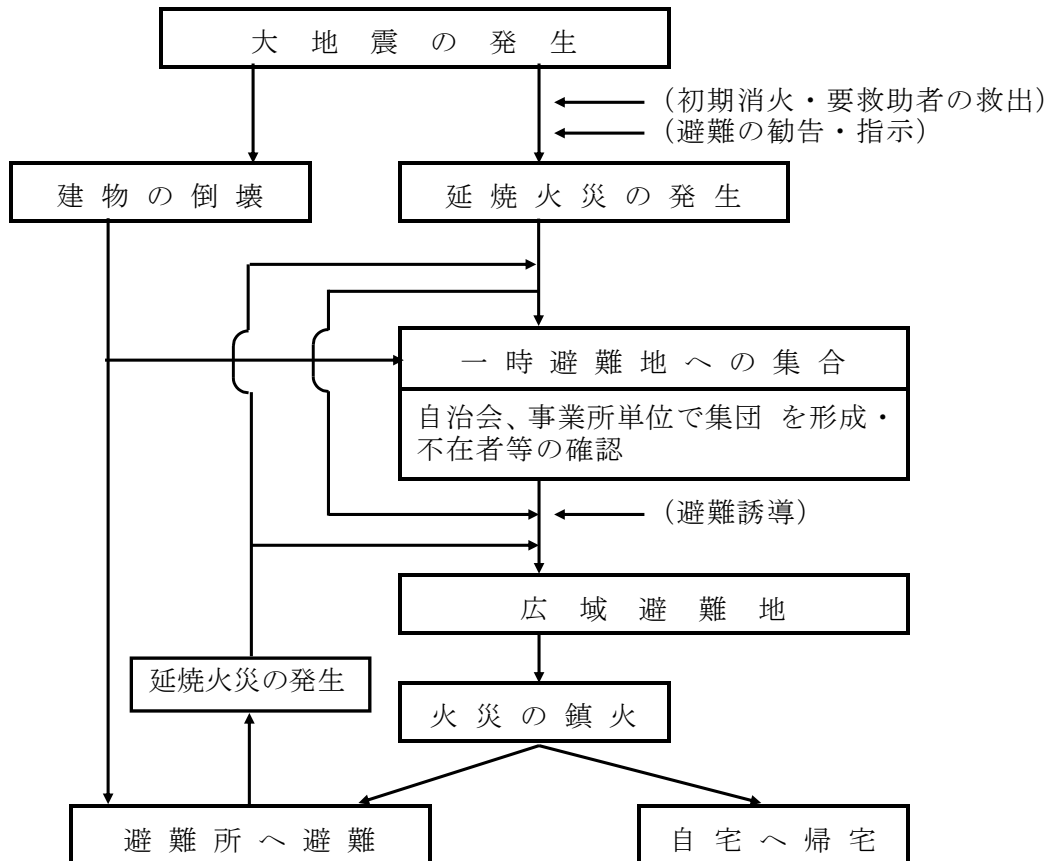 大地震の発生
（初期消火・要救助者の救出）
（避難の勧告・指示）
建物の倒壊
延焼火災の発生
一時避難地への集合
自治会、事業所単位で集団 を形成・
不在者等の確認
（避難誘導）
広域避難地
延焼火災の発生
火災の鎮火
避難所へ避難
自宅へ帰宅